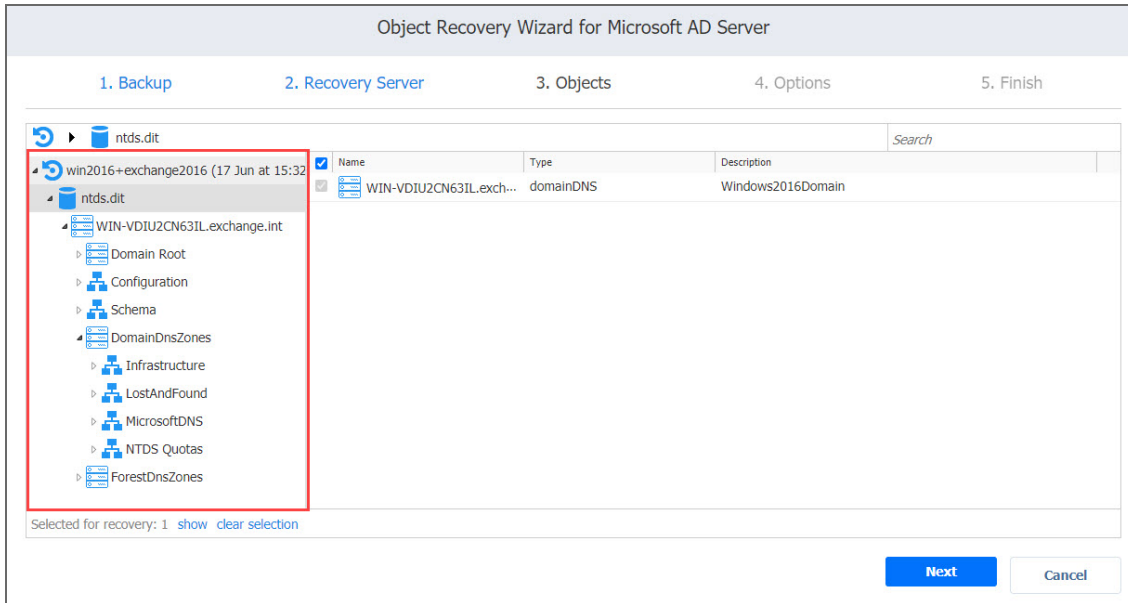 Object Recovery Wizard for Microsoft AD Server
1. Backup 2. Recovery Server 3. Objects 4. Options 5. Finish
ntds.dit Search
win2016+exchange2016 (17 Jun at 15:32 Name Type Description
ntds.dit WIN-VDIU2CN63IL.exch... domainDNS Windows2016Domain
WIN-VDIU2CN63IL.exchange.int
Domain Root
Configuration
Schema
DomainDnsZones
Infrastructure
LostAndFound
MicrosoftDNS
NTDS Quotas
ForestDnsZones
Selected for recovery: 1 show clear selection
Next Cancel